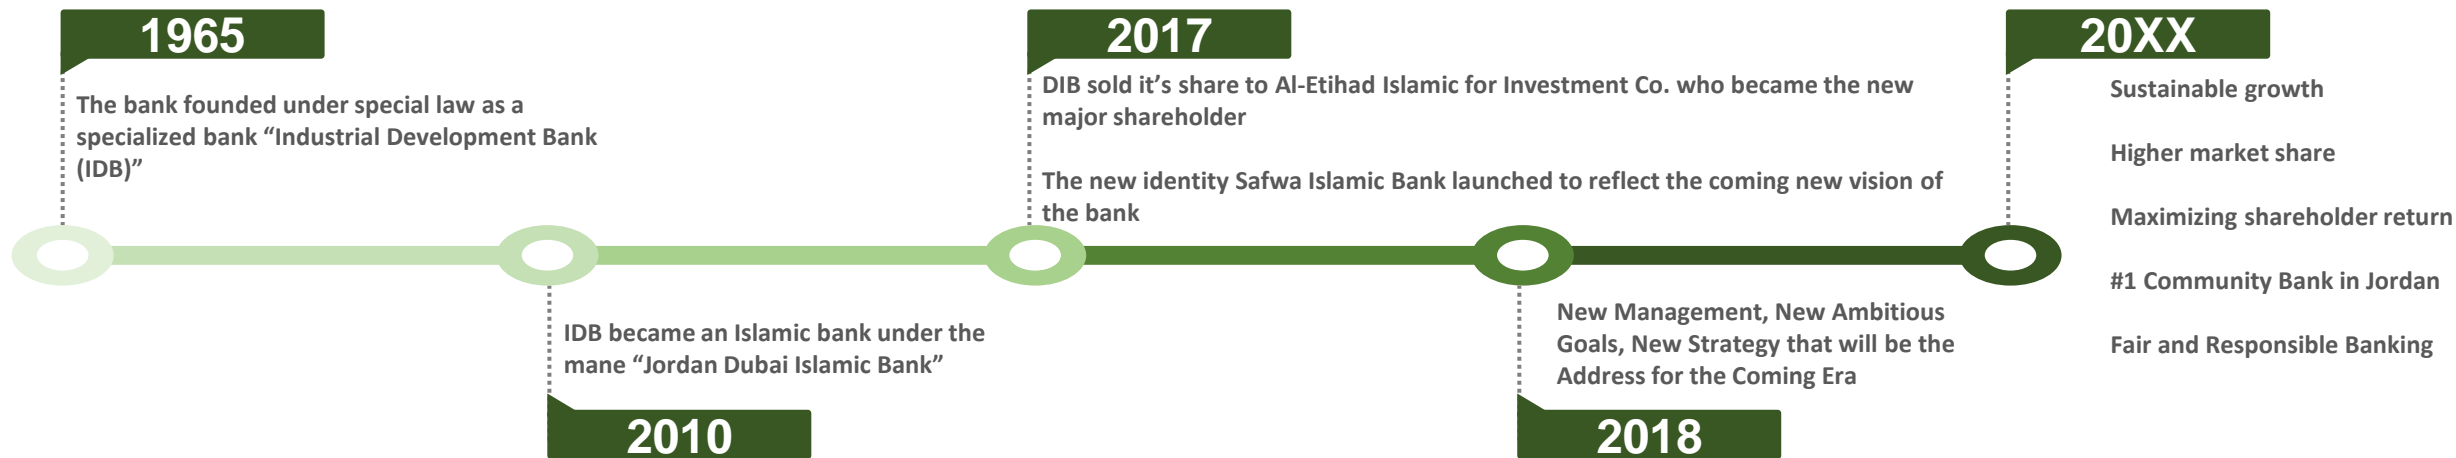 1965
The bank founded under special law as a
specialized bank “Industrial Development Bank
(IDB)”
2010
IDB became an Islamic bank under the
mane “Jordan Dubai Islamic Bank”
2017
DIB sold it’s share to Al-Etihad Islamic for Investment Co. who became the new
major shareholder
The new identity Safwa Islamic Bank launched to reflect the coming new vision of
the bank
2018
New Management, New Ambitious
Goals, New Strategy that will be the
Address for the Coming Era
20XX
Sustainable growth
Higher market share
Maximizing shareholder return
#1 Community Bank in Jordan
Fair and Responsible Banking